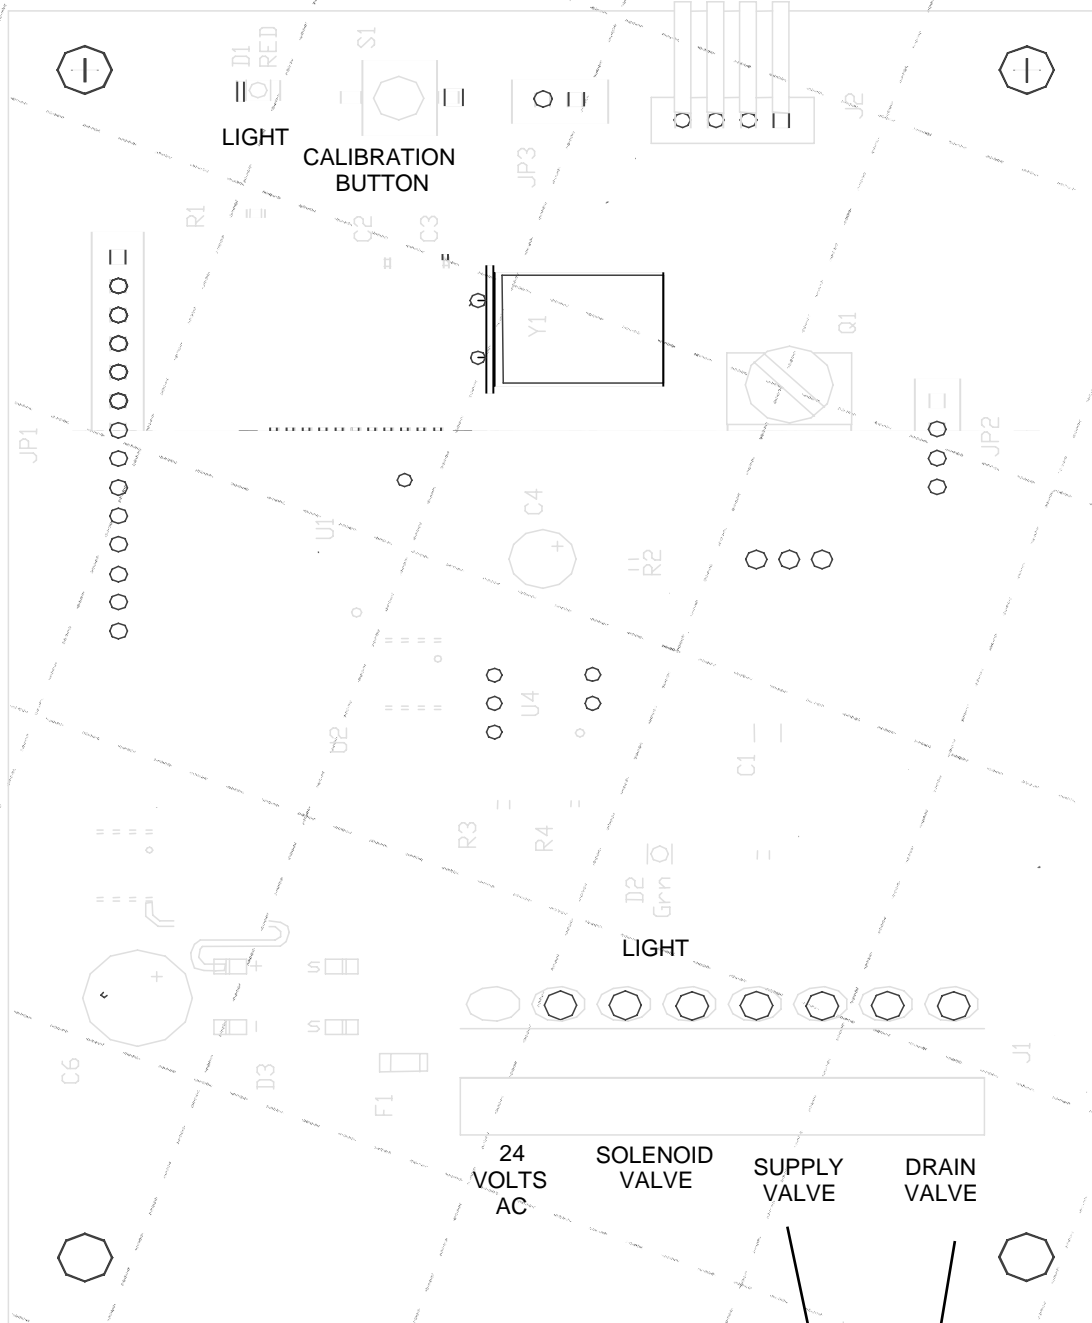 D1
RED
S1
J2
LIGHT
CALIBRATION
BUTTON
JP3
R1
C2
C3
Y1
Q1
JP1
JP2
C4
+
U1
R2
U4
U2
C1
R3
R4
D2
Grn
LIGHT
+
+
S
-
S
C6
D3
F1
J1
24
VOLTS
AC
SOLENOID
VALVE
SUPPLY
VALVE
DRAIN
VALVE